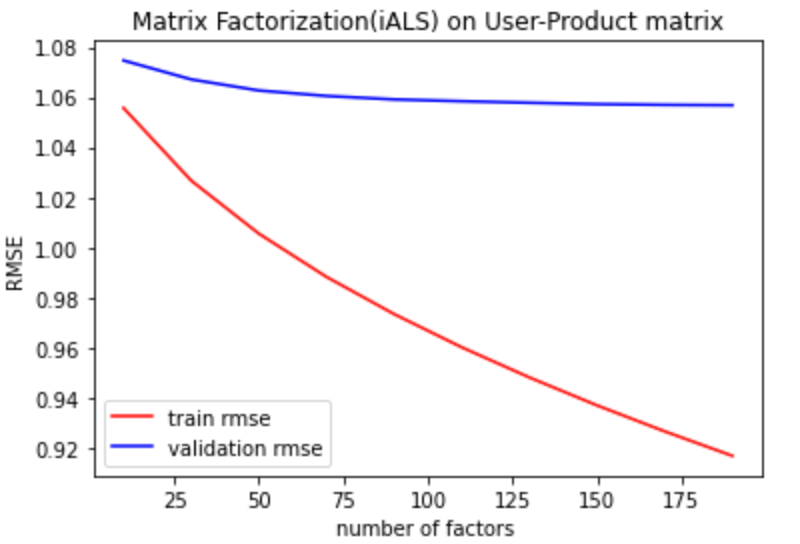 Matrix Factorization(iALS) on User-Product matrix
1.08
1.06
1.04
1.02
1.00
0.98
0.96
0.94
0.92
RMSE
train rmse
validation rmse
25 50 75 100 125 150 175
number of factors